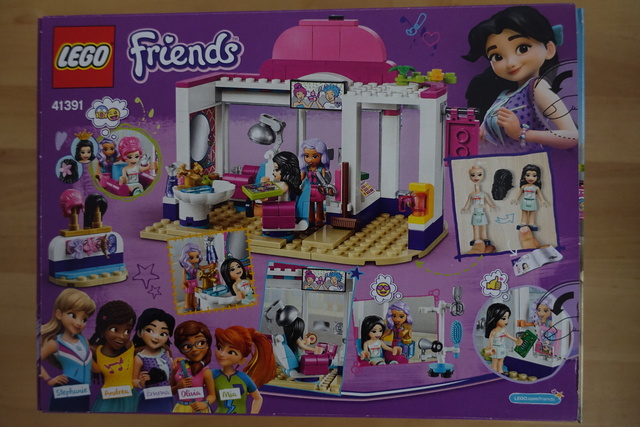 LEGO
Friends
41391
Stephanie
Andrea
Emma
Olivia
Mia
LEGO.com/friends